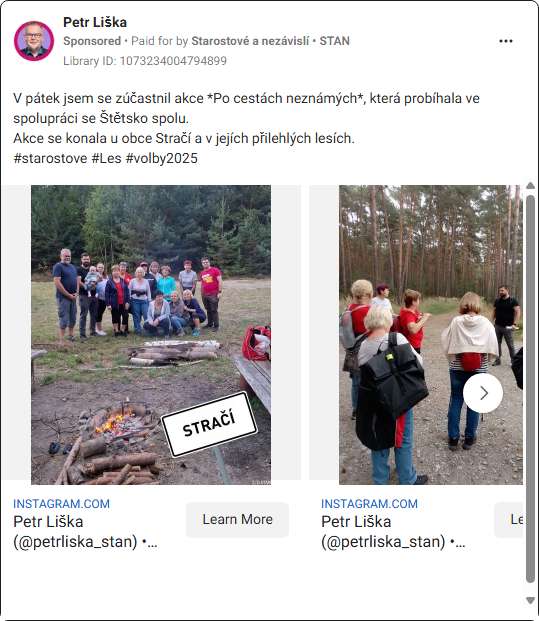 Petr Liška
Sponsored • Paid for by Starostové a nezávislí • STAN
Library ID: 1073234004794899
V pátek jsem se zúčastnil akce *Po cestách neznámých*, která probíhala ve
spolupráci se Štětsko spolu.
Akce se konala u obce Stračí a v jejích přilehlých lesích.
#starostove #Les #volby2025
STRAČÍ
INSTAGRAM.COM
Petr Liška
(@petrliska_stan) •...
Learn More
INSTAGRAM.COM
Petr Liška
(@petrliska_stan) •...
Le